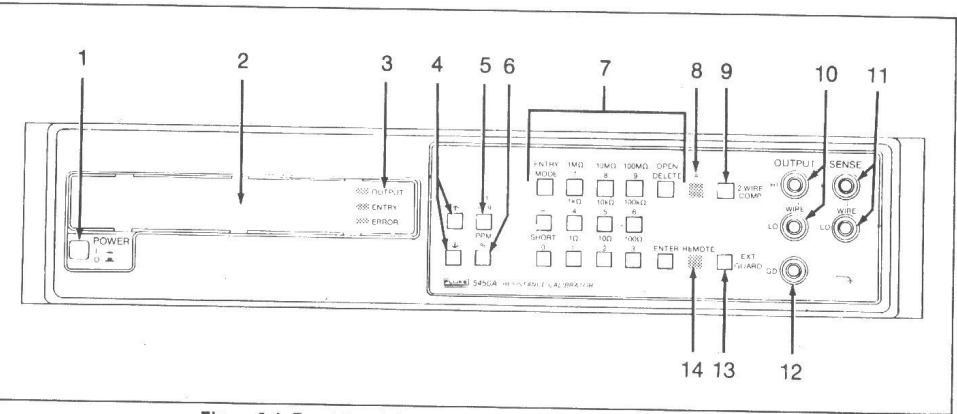 1 2 3 4 5 6 7 8 9 10 11
OUTPUT
ENTRY
ERROR
POWER
PPM
%
ENTRY MODE
1MΩ 10MΩ 100MΩ OPEN
7 8 9 DELETE
1kΩ 10kΩ 100kΩ
4 5 6
SHORT 1Ω 10Ω 100Ω
0 1 2 3 ENTER REMOTE
2 WIRE COMP
EXT GUARD
OUTPUT SENSE
HI
WIRE WIRE
LO LO
GD
FLUKE 5450A RESISTANCE CALIBRATOR
14 13 12